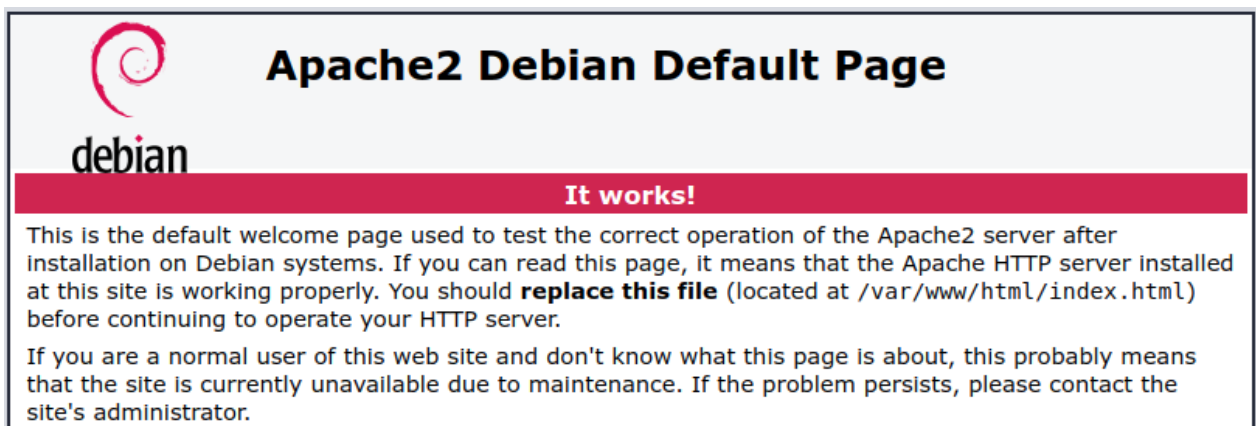 Apache2 Debian Default Page
debian
It works!
This is the default welcome page used to test the correct operation of the Apache2 server after
installation on Debian systems. If you can read this page, it means that the Apache HTTP server installed
at this site is working properly. You should replace this file (located at /var/www/html/index.html)
before continuing to operate your HTTP server.
If you are a normal user of this web site and don't know what this page is about, this probably means
that the site is currently unavailable due to maintenance. If the problem persists, please contact the
site's administrator.